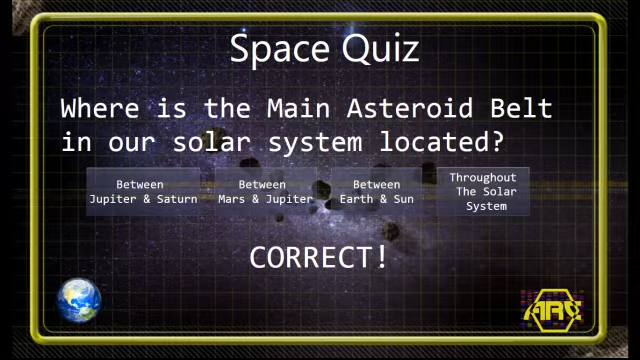 Space Quiz
Where is the Main Asteroid Belt
in our solar system located?
Between
Jupiter & Saturn
Between
Mars & Jupiter
Between
Earth & Sun
Throughout
The Solar
System
CORRECT!